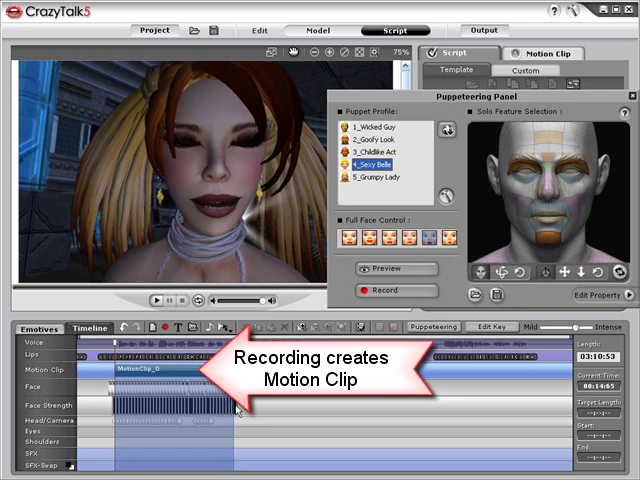 CrazyTalk5
Project
Edit
Model
Script
Output
75%
Script
Motion Clip
Template
Custom
Puppeteering Panel
Puppet Profile:
1_Wicked Guy
2_Goofy Look
3_Childlike Act
4_Sexy Belle
5_Grumpy Lady
Full Face Control :
Preview
Record
Solo Feature Selection :
Edit Property
Emotives
Timeline
Puppeteering
Edit Key
Mild
Intense
Voice
Lips
Motion Clip
MotionClip_0
Face
Face Strength
Head/Camera
Eyes
Shoulders
SFX
SFX-Swap
Recording creates
Motion Clip
Length:
03:10:53
Current Time:
00:14:65
Target Length:
--:--:--
Start:
--:--:--
End:
--:--:--